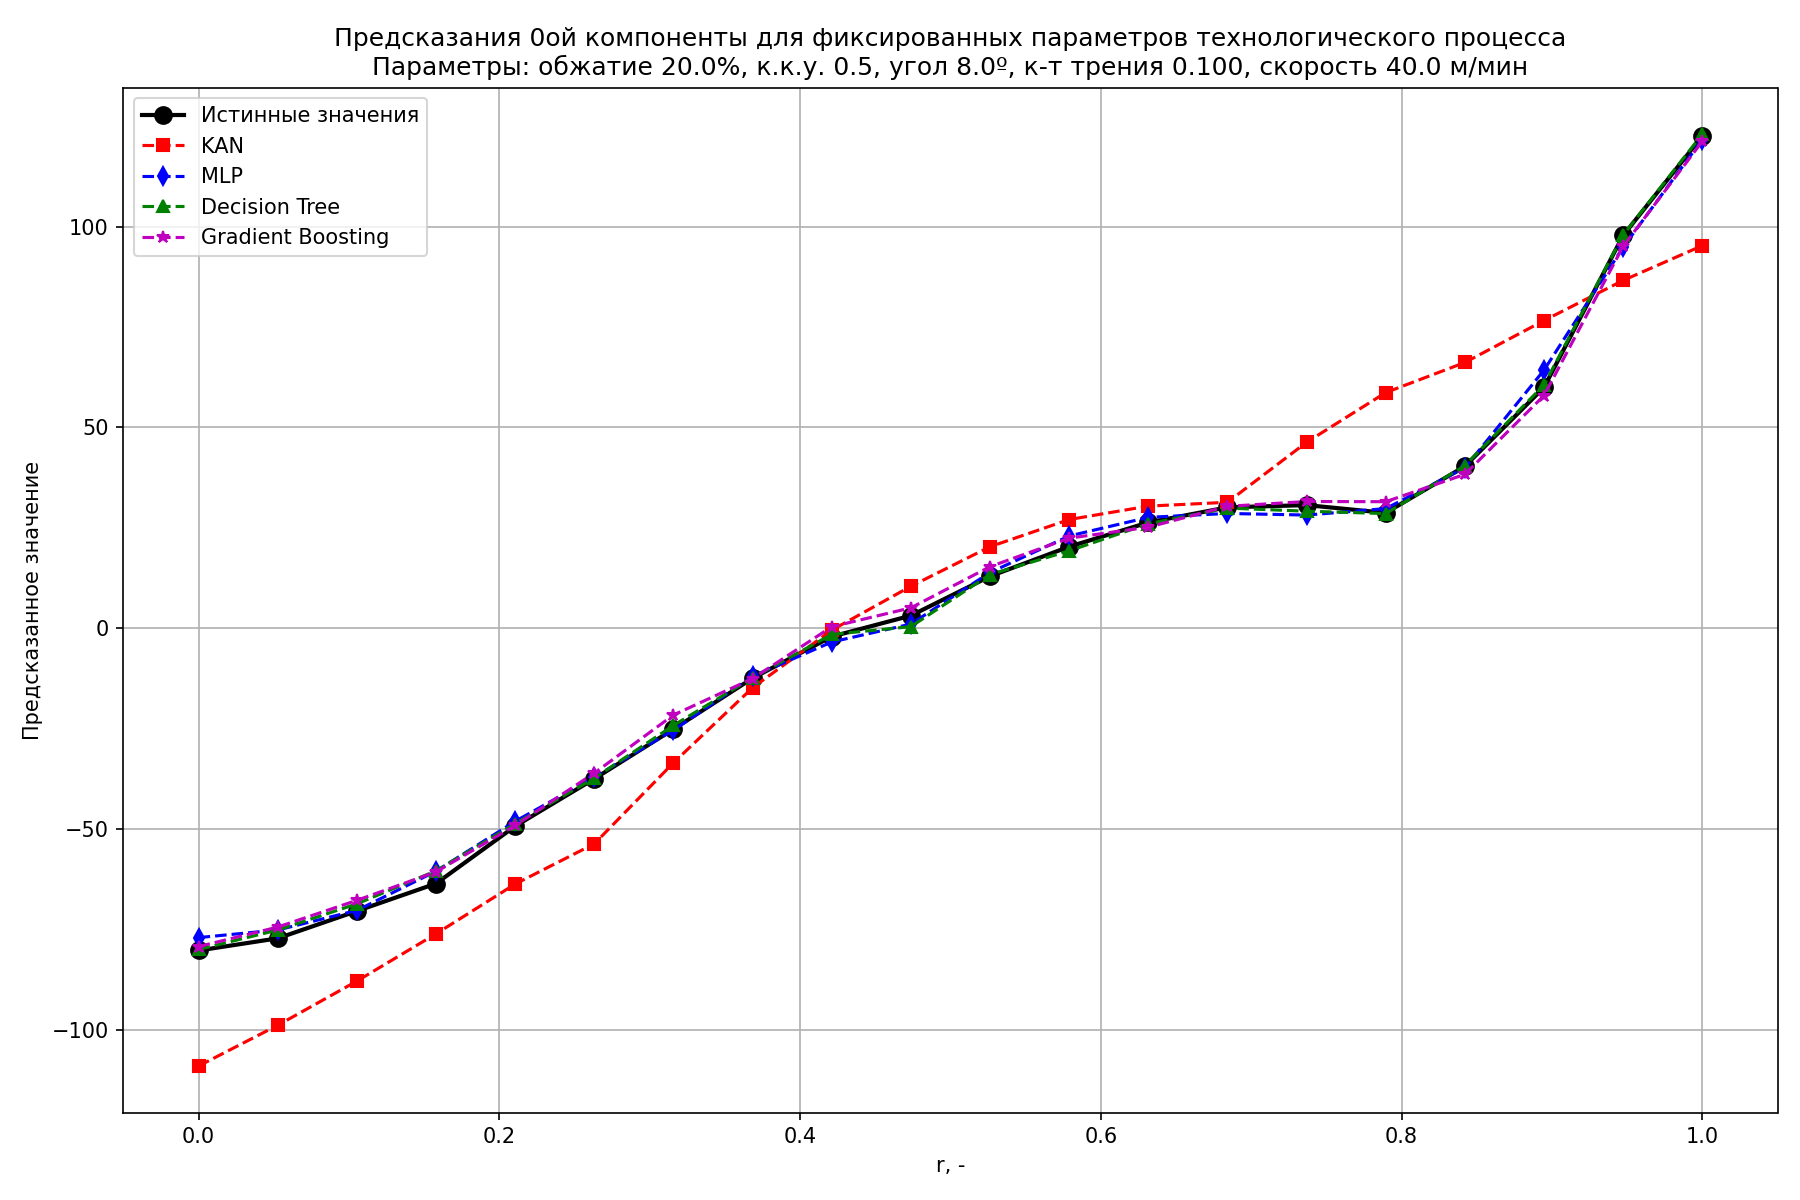 Предсказания 0ой компоненты для фиксированных параметров технологического процесса
Параметры: обжатие 20.0%, к.к.у. 0.5, угол 8.0º, к-т трения 0.100, скорость 40.0 м/мин
Истинные значения
KAN
MLP
Decision Tree
Gradient Boosting
Предсказанное значение
100
50
0
−50
−100
0.0
0.2
0.4
0.6
0.8
1.0
r, -